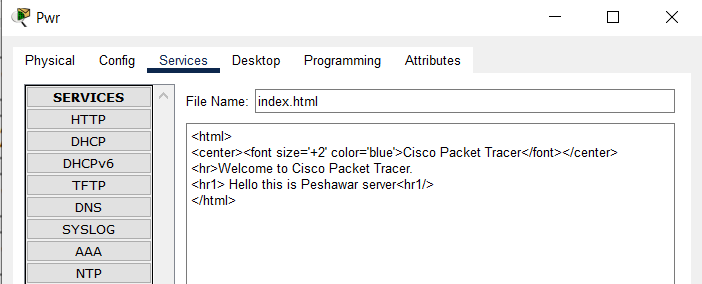 Pwr
Physical Config Services Desktop Programming Attributes
SERVICES
HTTP
DHCP
DHCPv6
TFTP
DNS
SYSLOG
AAA
NTP
File Name: index.html
<html>
<center><font size='+2' color='blue'>Cisco Packet Tracer</font></center>
<hr>Welcome to Cisco Packet Tracer.
<hr1> Hello this is Peshawar server<hr1/>
</html>